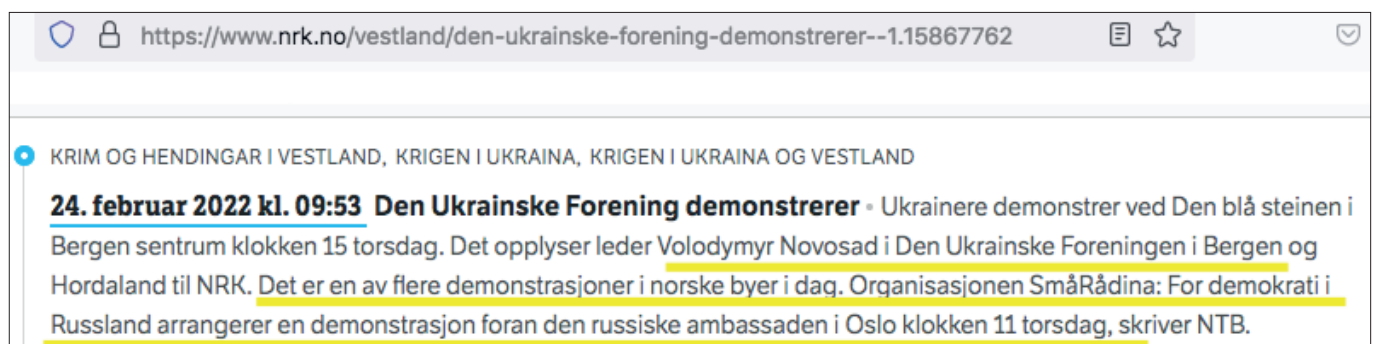 https://www.nrk.no/vestland/den-ukrainske-forening-demonstrerer--1.15867762
KRIM OG HENDINGAR I VESTLAND, KRIGEN I UKRAINA, KRIGEN I UKRAINA OG VESTLAND
24. februar 2022 kl. 09:53 Den Ukrainske Forening demonstrerer • Ukrainere demonstrer ved Den blå steinen i
Bergen sentrum klokken 15 torsdag. Det opplyser leder Volodymyr Novosad i Den Ukrainske Foreningen i Bergen og
Hordaland til NRK. Det er en av flere demonstrasjoner i norske byer i dag. Organisasjonen SmåRådina: For demokrati i
Russland arrangerer en demonstrasjon foran den russiske ambassaden i Oslo klokken 11 torsdag, skriver NTB.